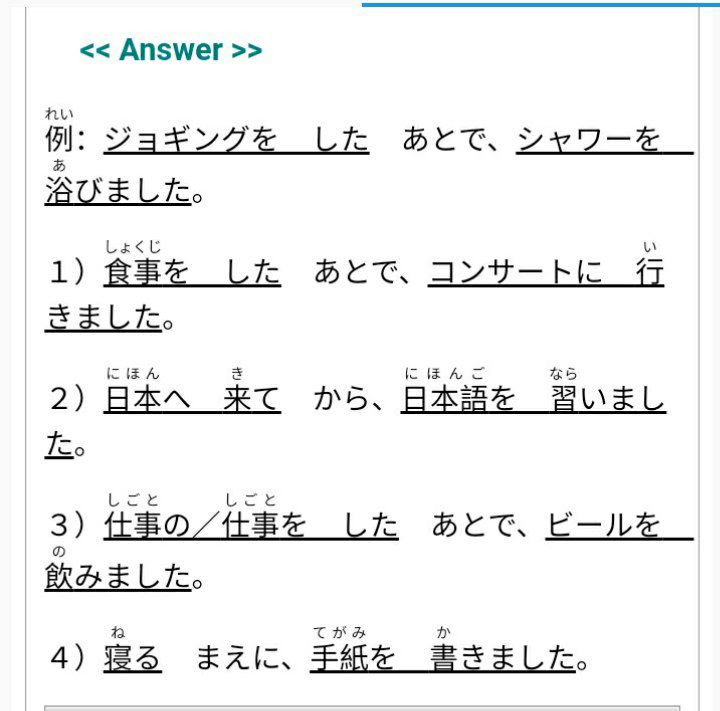 << Answer >>
れい
例： ジョギングを　した　あとで、シャワーを
あ
浴びました。
しょくじ　い
１）食事を　した　あとで、コンサートに　行
きました。
にほん　き　にほんご　なら
２）日本へ　来て　から、日本語を　習いまし
た。
しごと　しごと
３）仕事の／仕事を　した　あとで、ビールを
の
飲みました。
ね　てがみ　か
４）寝る　まえに、手紙を　書きました。